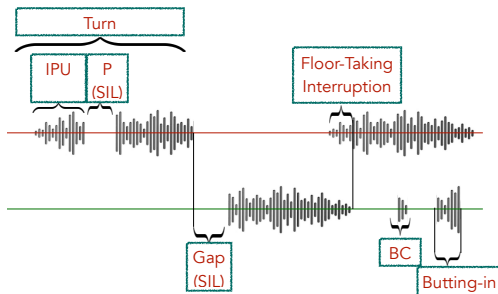 Turn
IPU
P
(SIL)
Floor-Taking
Interruption
Gap
(SIL)
BC
Butting-in